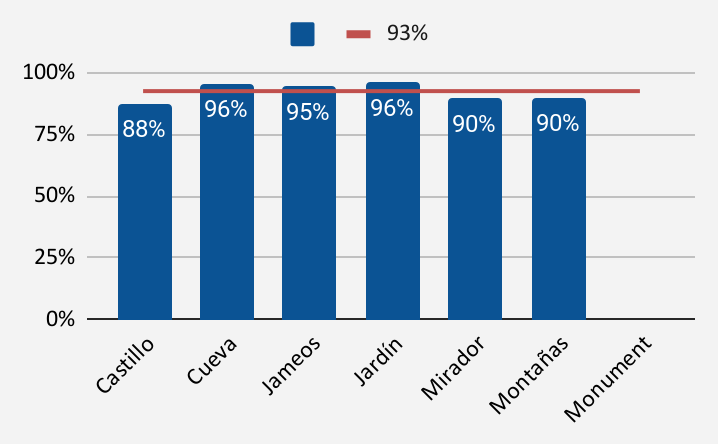 93%
100%
75%
50%
25%
0%
88%
96%
95%
96%
90%
90%
Castillo
Cueva
Jameos
Jardín
Mirador
Montañas
Monument